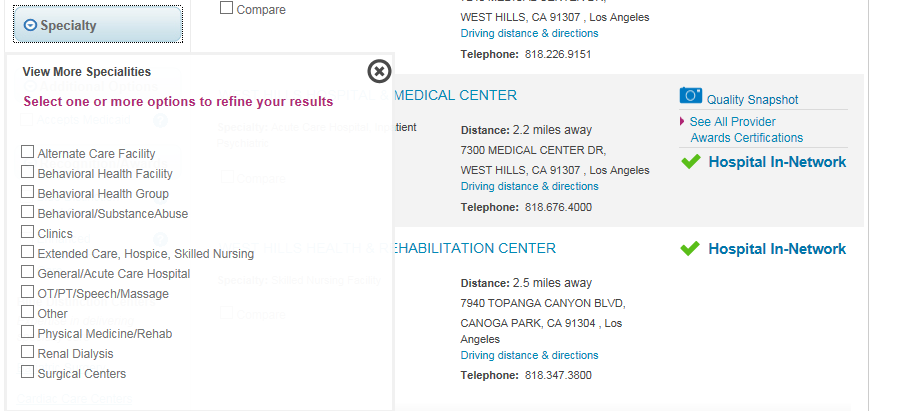 Specialty
View More Specialities
Select one or more options to refine your results
Alternate Care Facility
Behavioral Health Facility
Behavioral Health Group
Behavioral/SubstanceAbuse
Clinics
Extended Care, Hospice, Skilled Nursing
General/Acute Care Hospital
OT/PT/Speech/Massage
Other
Physical Medicine/Rehab
Renal Dialysis
Surgical Centers
Compare
WEST HILLS, CA 91307 , Los Angeles
Driving distance & directions
Telephone: 818.226.9151
MEDICAL CENTER
Distance: 2.2 miles away
7300 MEDICAL CENTER DR,
WEST HILLS, CA 91307 , Los Angeles
Driving distance & directions
Telephone: 818.676.4000
Quality Snapshot
See All Provider
Awards Certifications
Hospital In-Network
REHABILITATION CENTER
Distance: 2.5 miles away
7940 TOPANGA CANYON BLVD,
CANOGA PARK, CA 91304 , Los
Angeles
Driving distance & directions
Telephone: 818.347.3800
Hospital In-Network